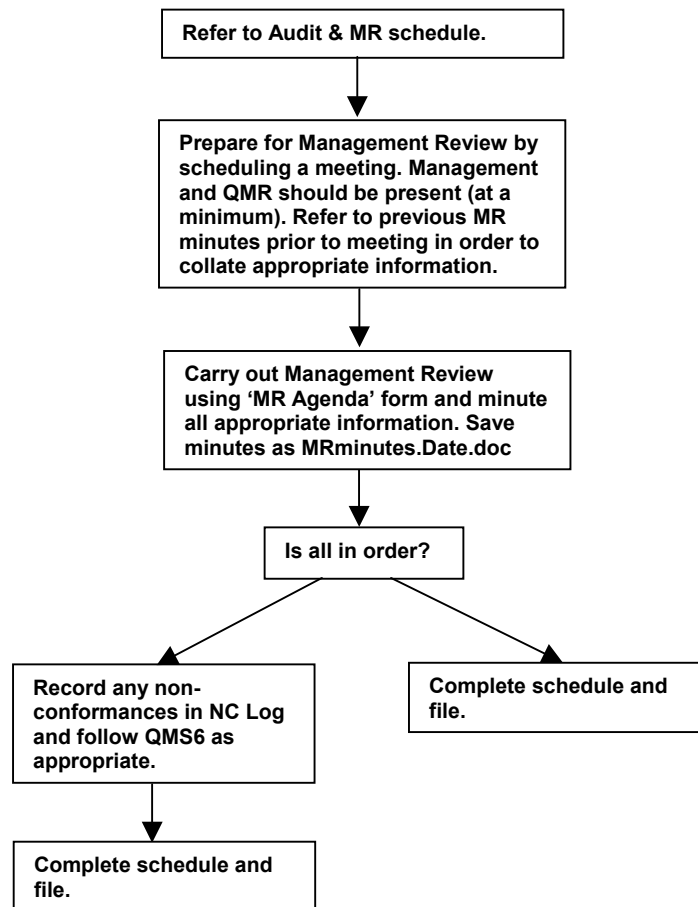 Refer to Audit & MR schedule.
Prepare for Management Review by
scheduling a meeting. Management
and QMR should be present (at a
minimum). Refer to previous MR
minutes prior to meeting in order to
collate appropriate information.
Carry out Management Review
using ‘MR Agenda’ form and minute
all appropriate information. Save
minutes as MRminutes.Date.doc
Is all in order?
Record any non-
conformances in NC Log
and follow QMS6 as
appropriate.
Complete schedule and
file.
Complete schedule and
file.